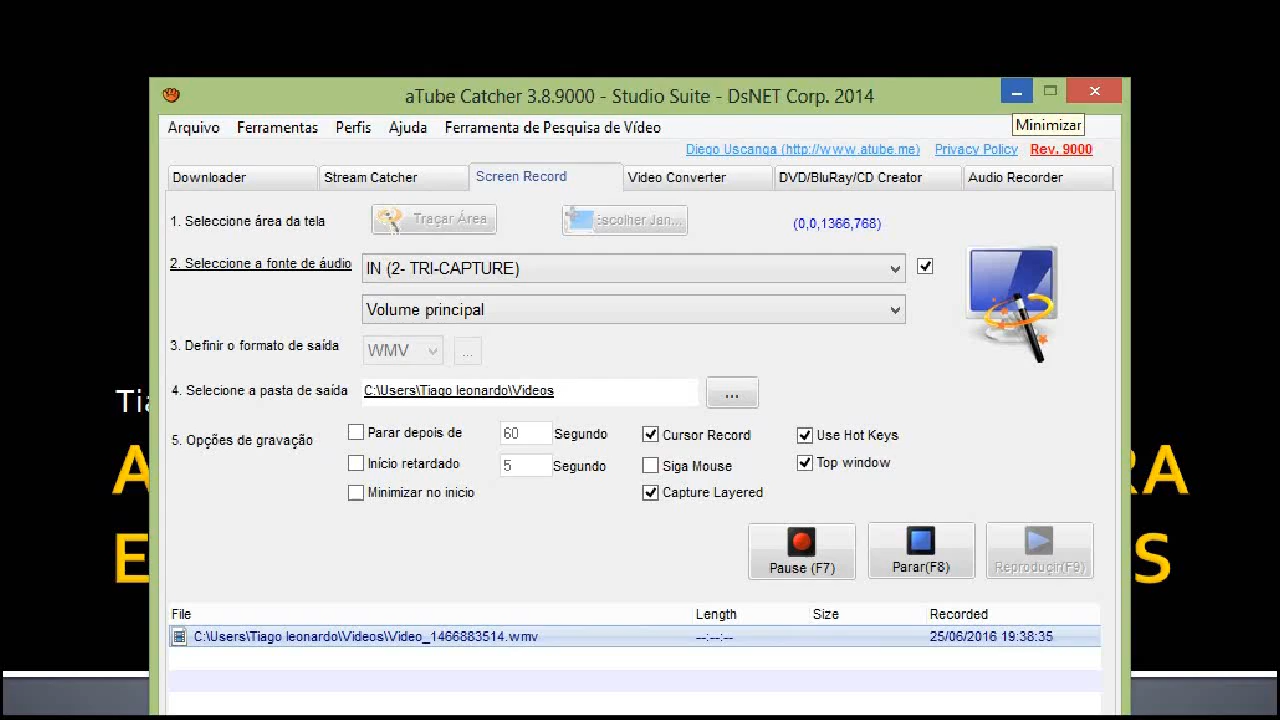 aTube Catcher 3.8.9000 - Studio Suite - DsNET Corp. 2014
Arquivo Ferramentas Perfis Ajuda Ferramenta de Pesquisa de Vídeo
Minimizar
Diego Uscanga (http://www.atube.me) Privacy Policy Rev. 9000
Downloader Stream Catcher Screen Record Video Converter DVD/BluRay/CD Creator Audio Recorder
1. Seleccione área da tela Traçar Área Escolher Jan... (0,0,1366,768)
2. Seleccione a fonte de áudio IN (2- TRI-CAPTURE)
Volume principal
3. Definir o formato de saída WMV ...
4. Selecione a pasta de saída C:\Users\Tiago leonardo\Videos ...
5. Opções de gravação Parar depois de 60 Segundo Cursor Record Use Hot Keys
Início retardado 5 Segundo Siga Mouse Top window
Minimizar no inicio Capture Layered
Pause (F7) Parar(F8) Reproducir(F9)
File Length Size Recorded
C:\Users\Tiago leonardo\Videos\Video_1466883514.wmv --:--:-- 25/06/2016 19:38:35